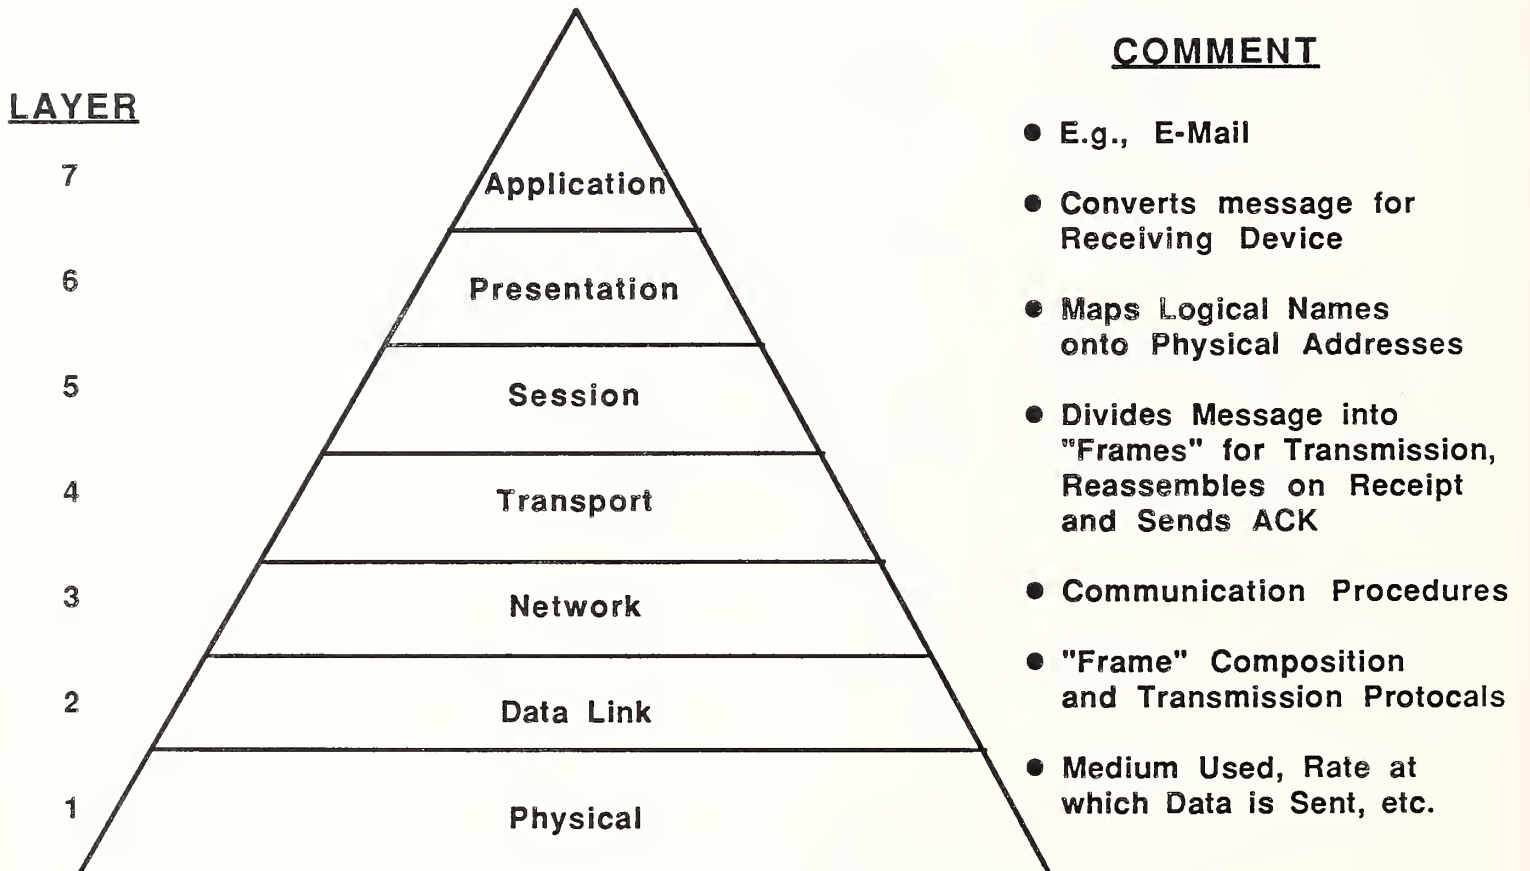 LAYER
7
6
5
4
3
2
1
Application
Presentation
Session
Transport
Network
Data Link
Physical
COMMENT
● E.g., E-Mail
● Converts message for
Receiving Device
● Maps Logical Names
onto Physical Addresses
● Divides Message into
"Frames" for Transmission,
Reassembles on Receipt
and Sends ACK
● Communication Procedures
● "Frame" Composition
and Transmission Protocals
● Medium Used, Rate at
which Data is Sent, etc.